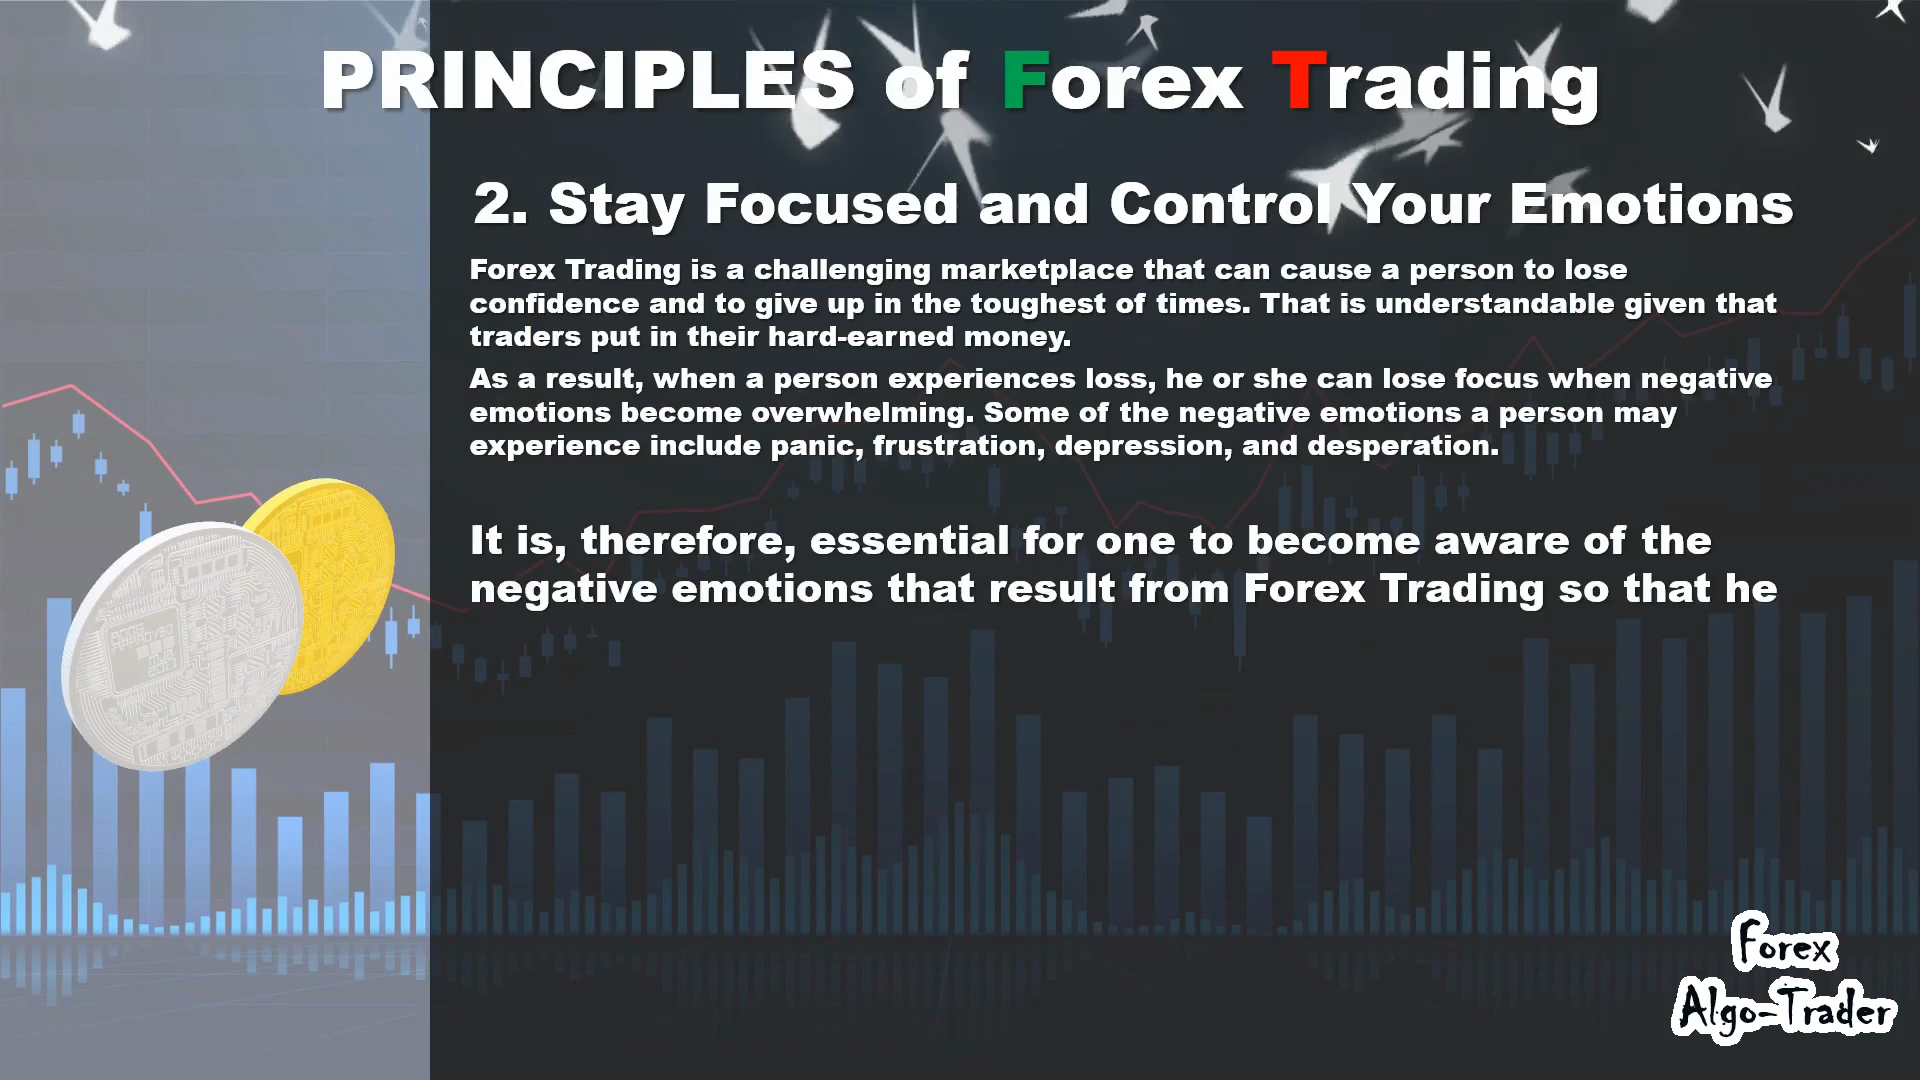 PRINCIPLES of Forex Trading
2. Stay Focused and Control Your Emotions
Forex Trading is a challenging marketplace that can cause a person to lose
confidence and to give up in the toughest of times. That is understandable given that
traders put in their hard-earned money.
As a result, when a person experiences loss, he or she can lose focus when negative
emotions become overwhelming. Some of the negative emotions a person may
experience include panic, frustration, depression, and desperation.
It is, therefore, essential for one to become aware of the
negative emotions that result from Forex Trading so that he
Forex
Algo-Trader